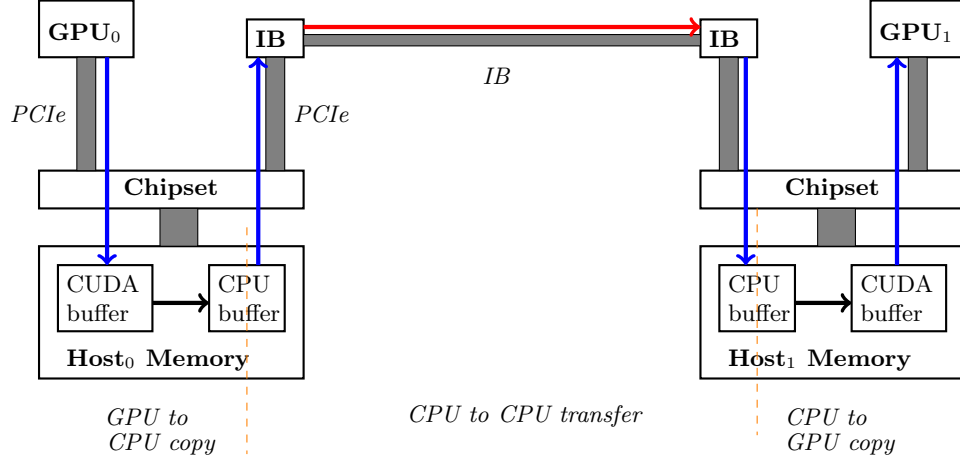 GPU₀
IB
IB
GPU₁
IB
PCIe
PCIe
Chipset
Chipset
CUDA
buffer
CPU
buffer
CPU
buffer
CUDA
buffer
Host₀ Memory
Host₁ Memory
GPU to
CPU copy
CPU to CPU transfer
CPU to
GPU copy